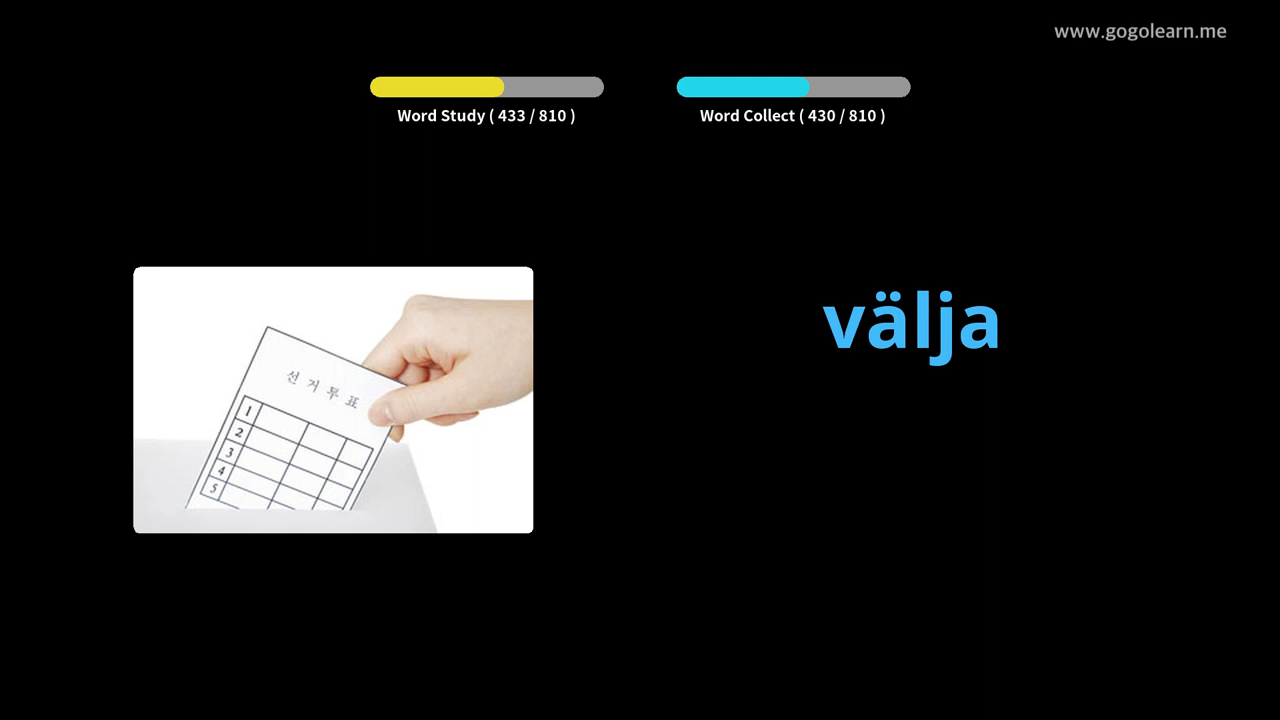 www.gogolearn.me
Word Study ( 433 / 810 )
Word Collect ( 430 / 810 )
välja
선거투표
1
2
3
4
5